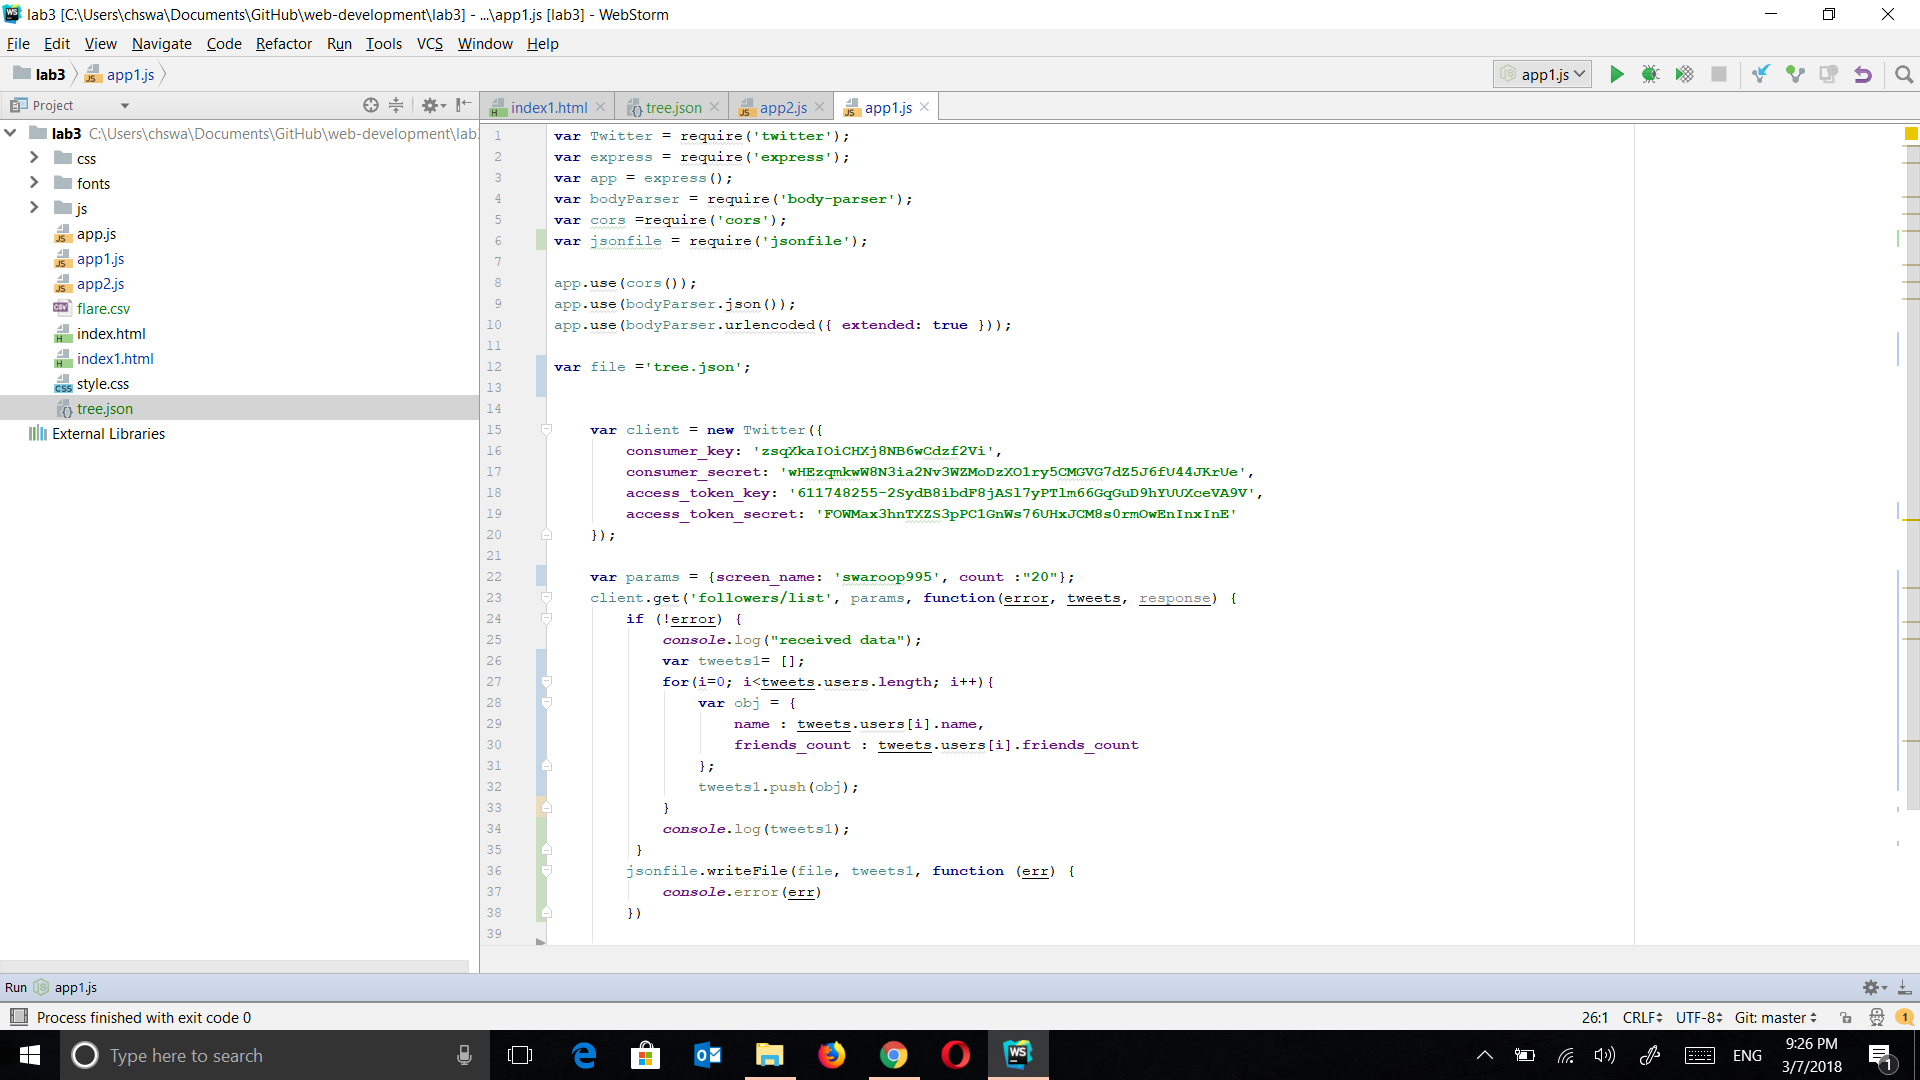 lab3 [C:\Users\chswa\Documents\GitHub\web-development\lab3] - ...\app1.js [lab3] - WebStorm
File Edit View Navigate Code Refactor Run Tools VCS Window Help
lab3 app1.js app1.js
Project index1.html tree.json app2.js app1.js
lab3 C:\Users\chswa\Documents\GitHub\web-development\lab
css
fonts
js
app.js
app1.js
app2.js
flare.csv
index.html
index1.html
style.css
tree.json
External Libraries
1 var Twitter = require('twitter');
2 var express = require('express');
3 var app = express();
4 var bodyParser = require('body-parser');
5 var cors =require('cors');
6 var jsonfile = require('jsonfile');
7
8 app.use(cors());
9 app.use(bodyParser.json());
10 app.use(bodyParser.urlencoded({ extended: true }));
11
12 var file ='tree.json';
13
14
15 var client = new Twitter({
16 consumer_key:
17 consumer_secret:
18 access_token_key:
19 access_token_secret:
20 });
21
22 var params = {screen_name: 'swaroop995', count :"20"};
23 client.get('followers/list', params, function(error, tweets, response) {
24 if (!error) {
25 console.log("received data");
26 var tweets1= [];
27 for(i=0; i<tweets.users.length; i++){
28 var obj = {
29 name : tweets.users[i].name,
30 friends_count : tweets.users[i].friends_count
31 };
32 tweets1.push(obj);
33 }
34 console.log(tweets1);
35 }
36 jsonfile.writeFile(file, tweets1, function (err) {
37 console.error(err)
38 })
39
Run app1.js
Process finished with exit code 0 26:1 CRLF UTF-8 Git: master 1
Type here to search ENG 9:26 PM
3/7/2018 1